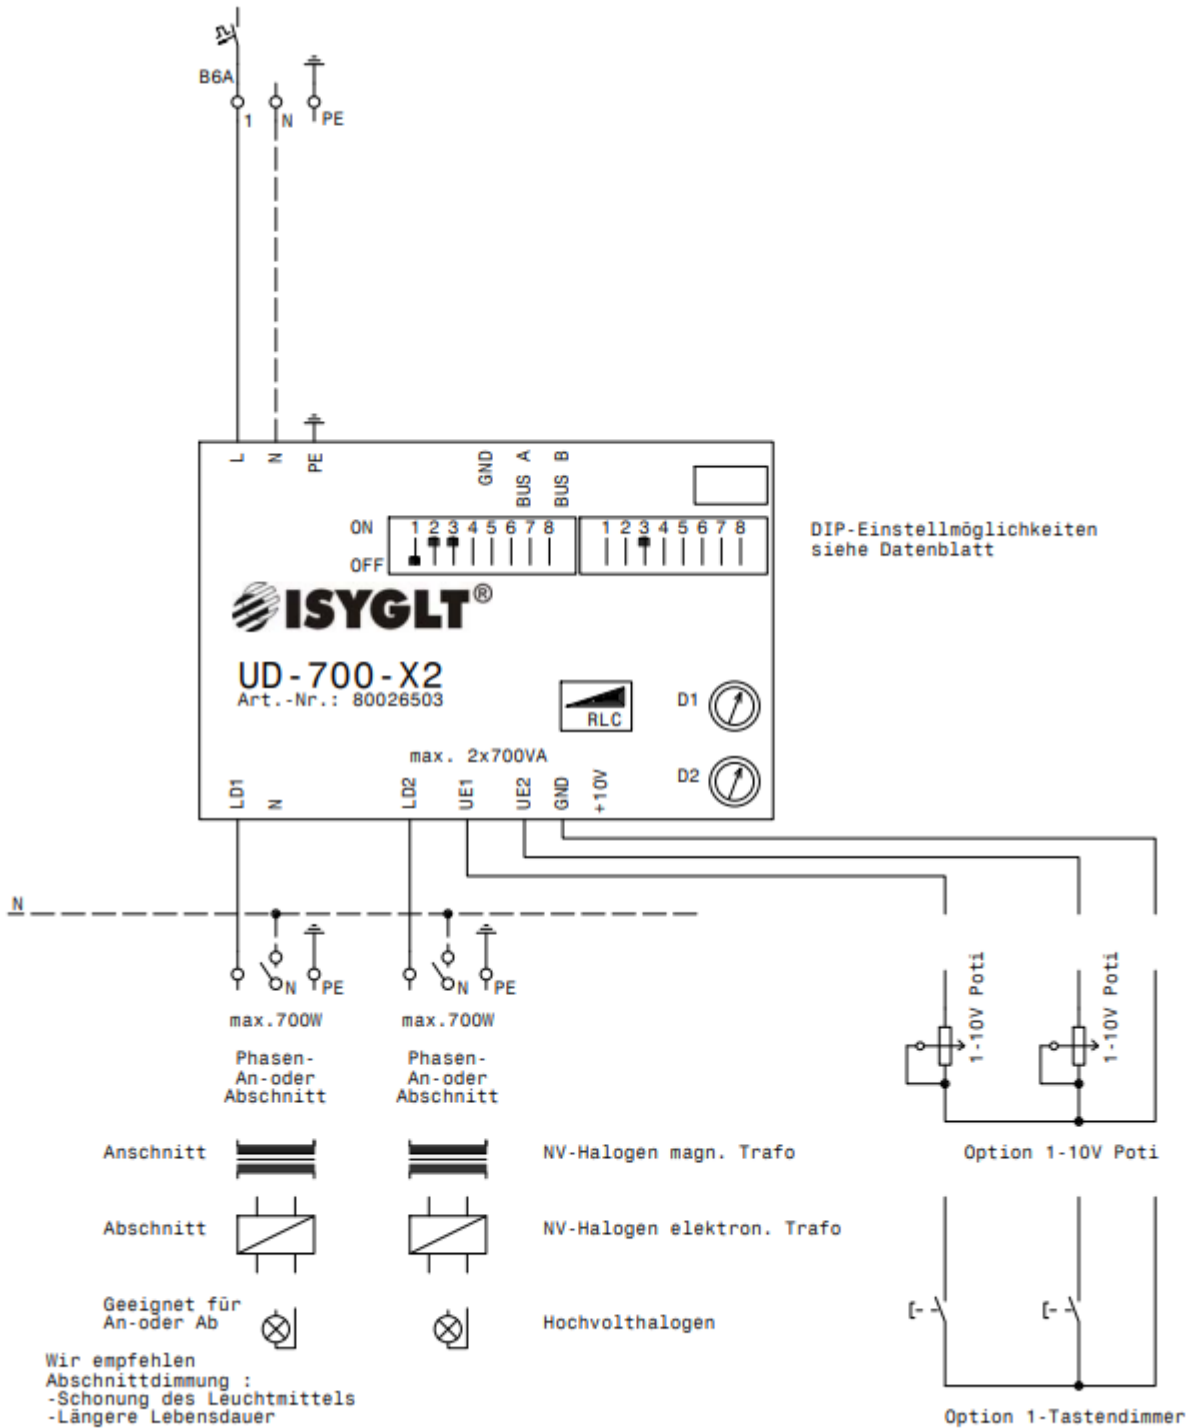 B6A
1 N PE
L N PE GND BUS A BUS B
ON 1 2 3 4 5 6 7 8 1 2 3 4 5 6 7 8
OFF
DIP-Einstellmöglichkeiten
siehe Datenblatt
ISYGLT®
UD-700-X2
Art.-Nr.: 80026503
RLC
D1
max. 2x700VA
D2
LD1 N LD2 UE1 UE2 GND +10V
N
N PE N PE
max.700W max.700W
1-10V Poti 1-10V Poti
Phasen- Phasen-
An-oder An-oder
Abschnitt Abschnitt
Anschnitt NV-Halogen magn. Trafo Option 1-10V Poti
Abschnitt NV-Halogen elektron. Trafo
Geeignet für
An-oder Ab Hochvolthalogen
Wir empfehlen
Abschnittdimmung :
-Schonung des Leuchtmittels
-Längere Lebensdauer Option 1-Tastendimmer